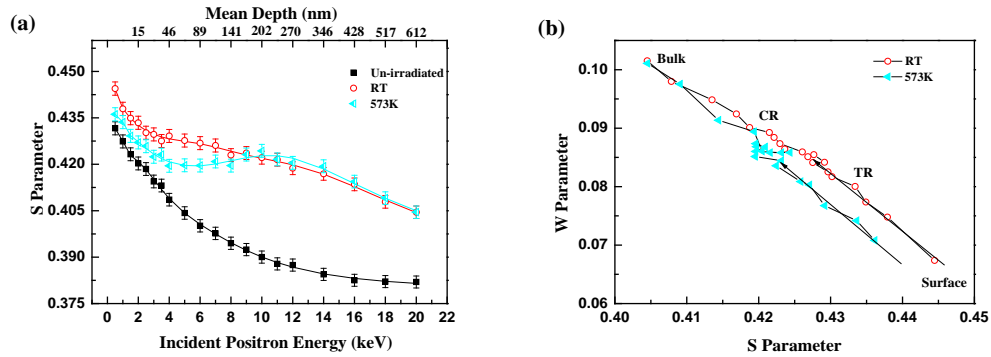 (a)
Mean Depth (nm)
15 46 89 141 202 270 346 428 517 612
0.450
0.435
0.420
0.405
0.390
0.375
S Parameter
Un-irradiated
RT
573K
0 2 4 6 8 10 12 14 16 18 20 22
Incident Positron Energy (keV)
(b)
0.10
0.09
0.08
0.07
0.06
W Parameter
Bulk
RT
573K
CR
TR
Surface
0.40 0.41 0.42 0.43 0.44 0.45
S Parameter